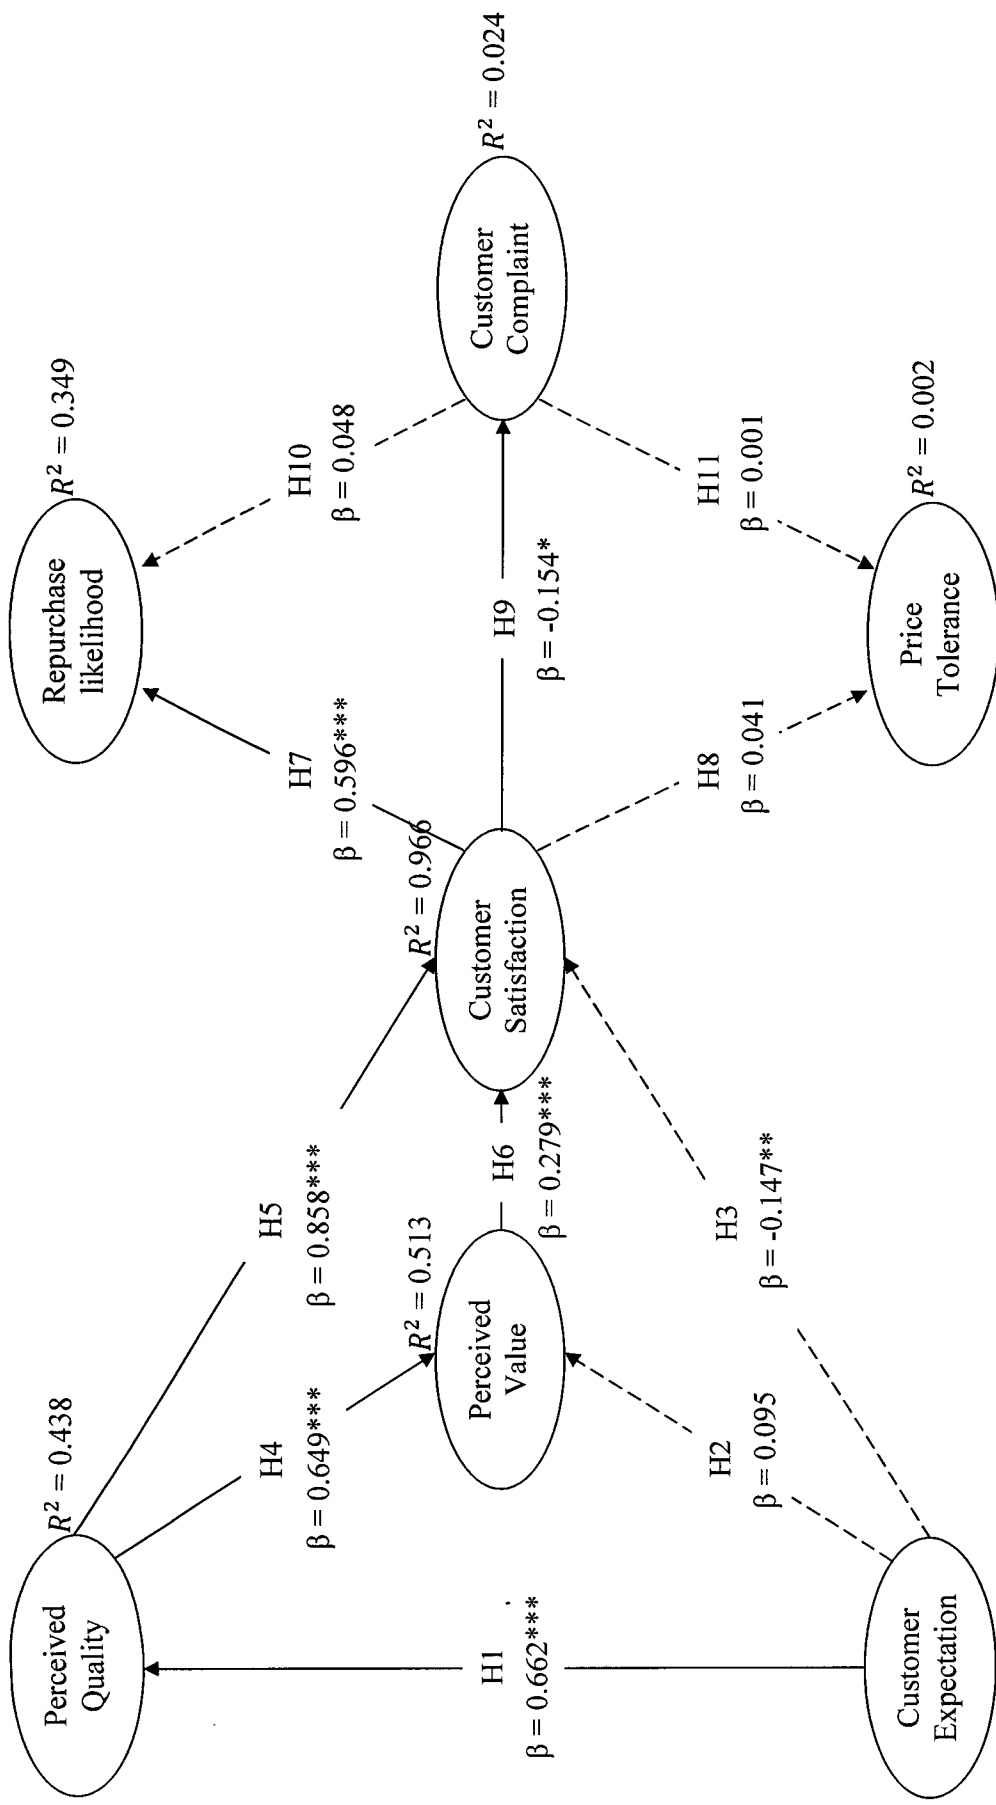 Perceived
Quality
R² = 0.438
Repurchase
likelihood
R² = 0.349
H5
β = 0.858***
H4
β = 0.649***
H7
β = 0.596***
H10
β = 0.048
R² = 0.513
R² = 0.966
H1
β = 0.662***
Perceived
Value
H6
β = 0.279***
Customer
Satisfaction
H9
β = -0.154*
Customer
Complaint
R² = 0.024
H2
β = 0.095
H3
β = -0.147**
H8
β = 0.041
H11
β = 0.001
Customer
Expectation
Price
Tolerance
R² = 0.002